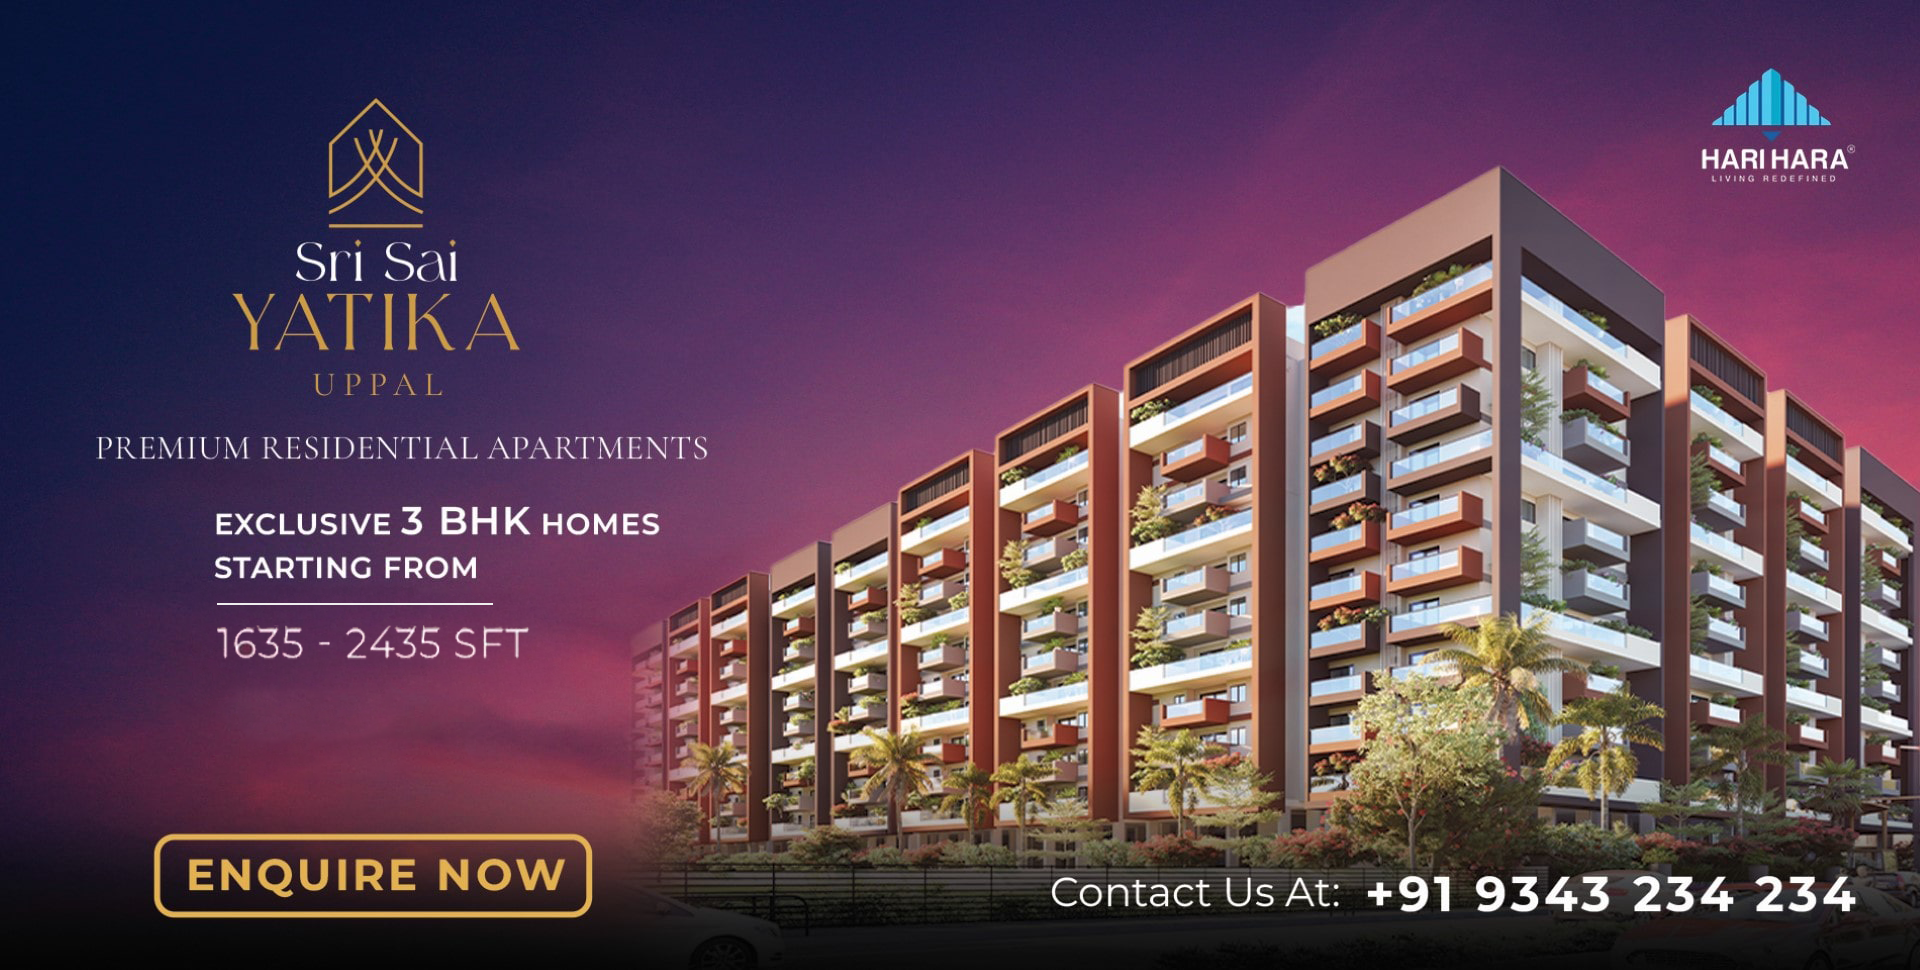 Sri Sai
YATIKA
UPPAL
PREMIUM RESIDENTIAL APARTMENTS
EXCLUSIVE 3 BHK HOMES
STARTING FROM
1635 - 2435 SFT
ENQUIRE NOW
HARI HARA®
LIVING REDEFINED
Contact Us At: +91 9343 234 234